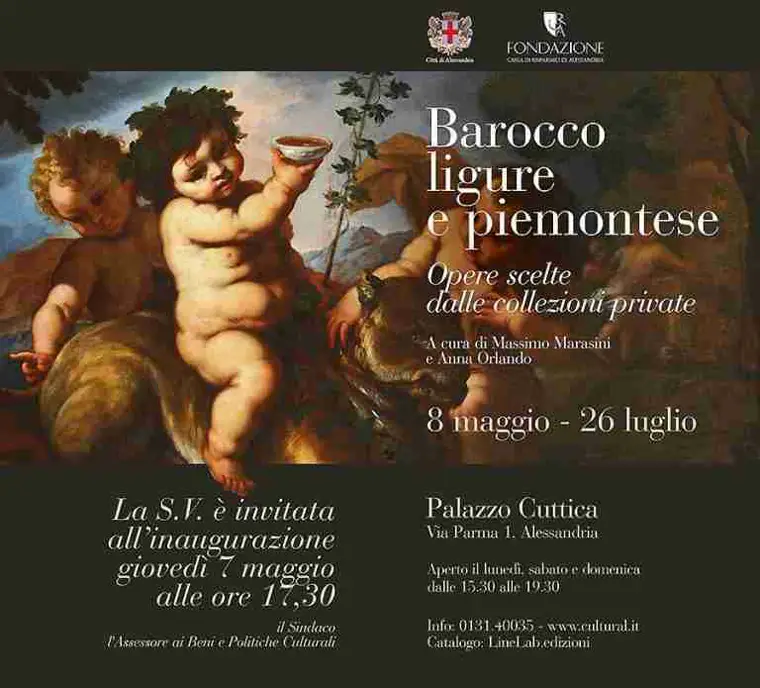 Città di Alessandria
FONDAZIONE
CASSA DI RISPARMIO DI ALESSANDRIA
Barocco
ligure
e piemontese
Opere scelte
dalle collezioni private
A cura di Massimo Marasini
e Anna Orlando
8 maggio - 26 luglio
La S.V. è invitata
all'inaugurazione
giovedì 7 maggio
alle ore 17,30
il Sindaco
l'Assessore ai Beni e Politiche Culturali
Palazzo Cuttica
Via Parma 1. Alessandria
Aperto il lunedì, sabato e domenica
dalle 15.30 alle 19.30
Info: 0131.40035 - www.cultural.it
Catalogo: LineLab.edizioni